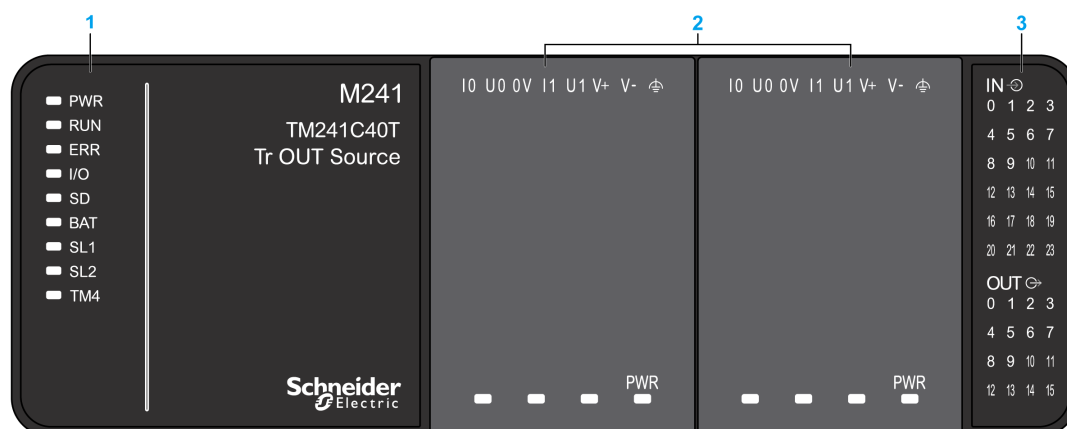 1
2
3
PWR
RUN
ERR
I/O
SD
BAT
SL1
SL2
TM4
M241
TM241C40T
Tr OUT Source
Schneider
Electric
I0 U0 0V I1 U1 V+ V-
PWR
I0 U0 0V I1 U1 V+ V-
PWR
IN
0 1 2 3
4 5 6 7
8 9 10 11
12 13 14 15
16 17 18 19
20 21 22 23
OUT
0 1 2 3
4 5 6 7
8 9 10 11
12 13 14 15